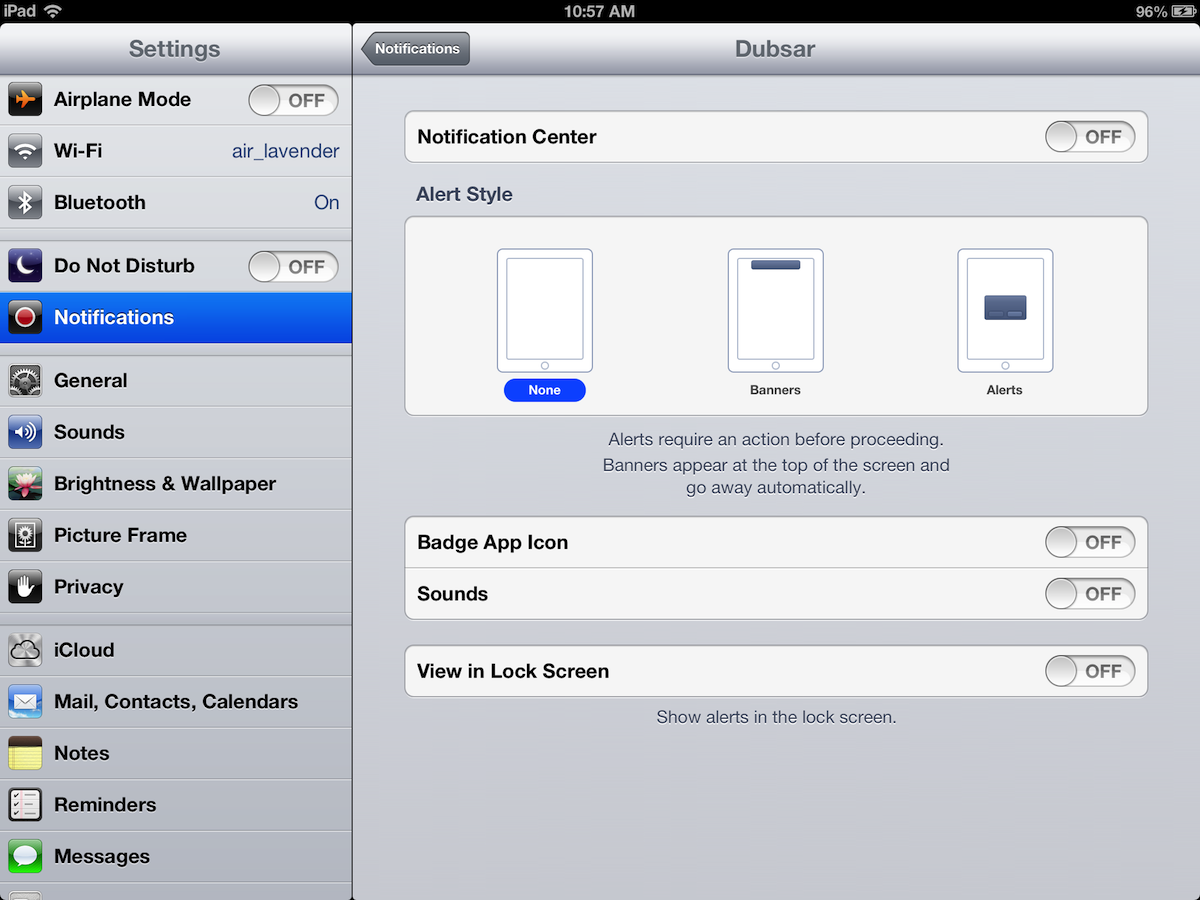 iPad
10:57 AM
96%
Settings
Airplane Mode OFF
Wi-Fi air_lavender
Bluetooth On
Do Not Disturb OFF
Notifications
General
Sounds
Brightness & Wallpaper
Picture Frame
Privacy
iCloud
Mail, Contacts, Calendars
Notes
Reminders
Messages
Notifications
Dubsar
Notification Center OFF
Alert Style
None
Banners
Alerts
Alerts require an action before proceeding.
Banners appear at the top of the screen and
go away automatically.
Badge App Icon OFF
Sounds OFF
View in Lock Screen OFF
Show alerts in the lock screen.